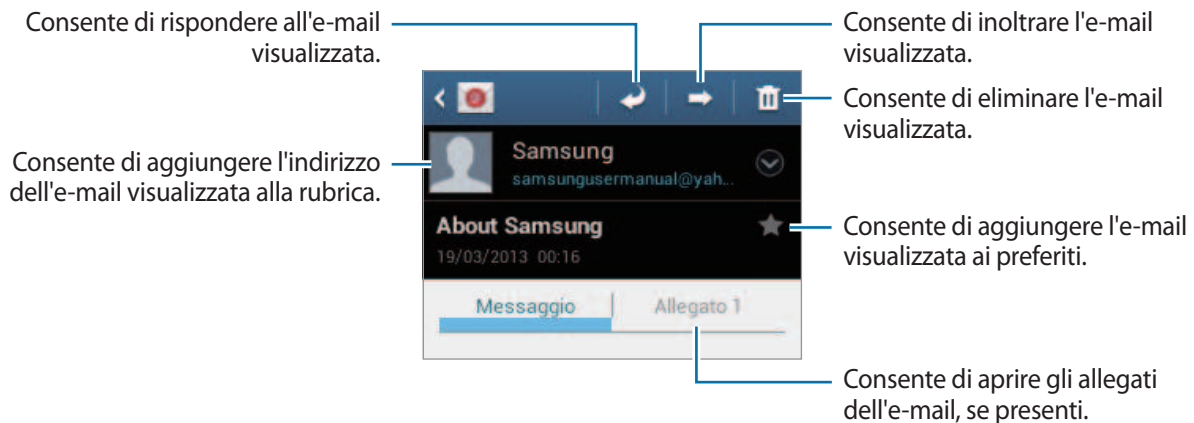 Consente di rispondere all'e-mail
visualizzata.
Consente di inoltrare l'e-mail
visualizzata.
Consente di eliminare l'e-mail
visualizzata.
Consente di aggiungere l'indirizzo
dell'e-mail visualizzata alla rubrica.
Samsung
samsungusermanual@yah...
About Samsung
19/03/2013 00:16
Consente di aggiungere l'e-mail
visualizzata ai preferiti.
Messaggio
Allegato 1
Consente di aprire gli allegati
dell'e-mail, se presenti.